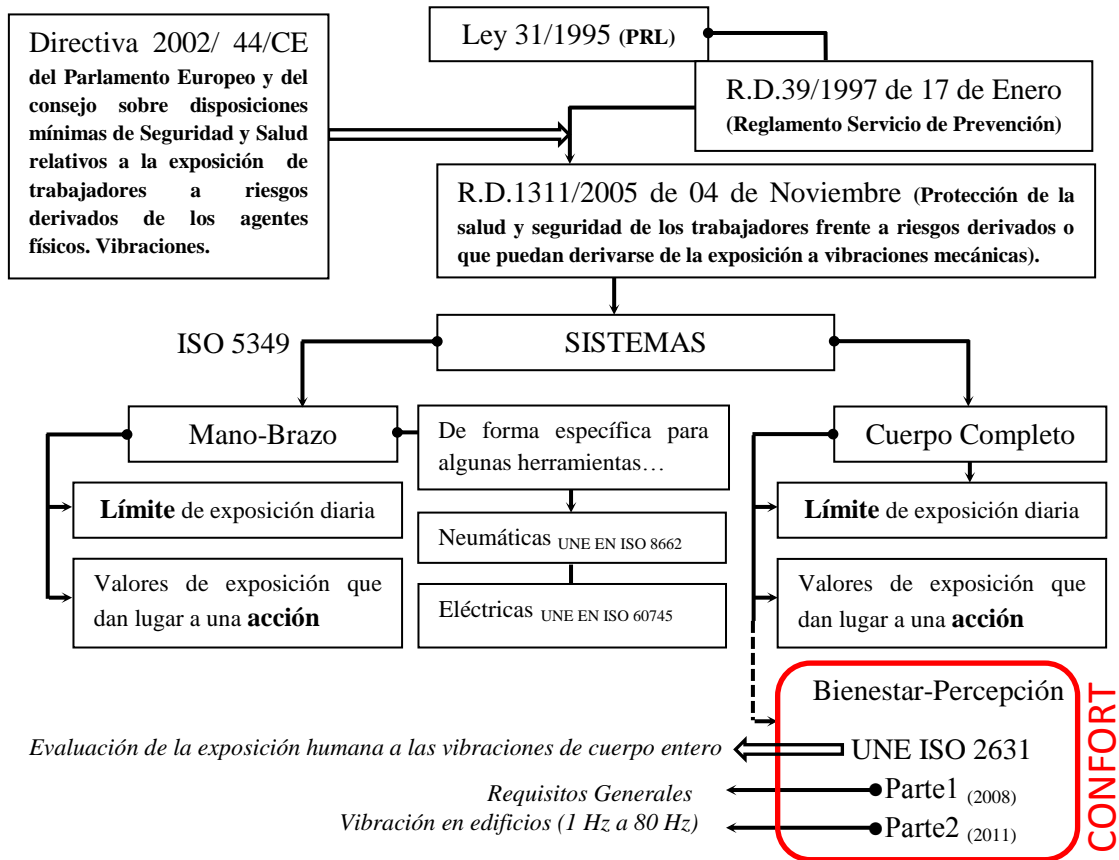 Directiva 2002/ 44/CE
del Parlamento Europeo y del
consejo sobre disposiciones
mínimas de Seguridad y Salud
relativos a la exposición de
trabajadores a riesgos
derivados de los agentes
físicos. Vibraciones.
Ley 31/1995 (PRL)
R.D.39/1997 de 17 de Enero
(Reglamento Servicio de Prevención)
R.D.1311/2005 de 04 de Noviembre (Protección de la
salud y seguridad de los trabajadores frente a riesgos derivados o
que puedan derivarse de la exposición a vibraciones mecánicas).
ISO 5349
SISTEMAS
Mano-Brazo
De forma específica para
algunas herramientas…
Cuerpo Completo
Límite de exposición diaria
Valores de exposición que
dan lugar a una acción
Neumáticas UNE EN ISO 8662
Eléctricas UNE EN ISO 60745
Límite de exposición diaria
Valores de exposición que
dan lugar a una acción
Bienestar-Percepción
CONFORT
Evaluación de la exposición humana a las vibraciones de cuerpo entero
UNE ISO 2631
Requisitos Generales
Parte1 (2008)
Vibración en edificios (1 Hz a 80 Hz)
Parte2 (2011)